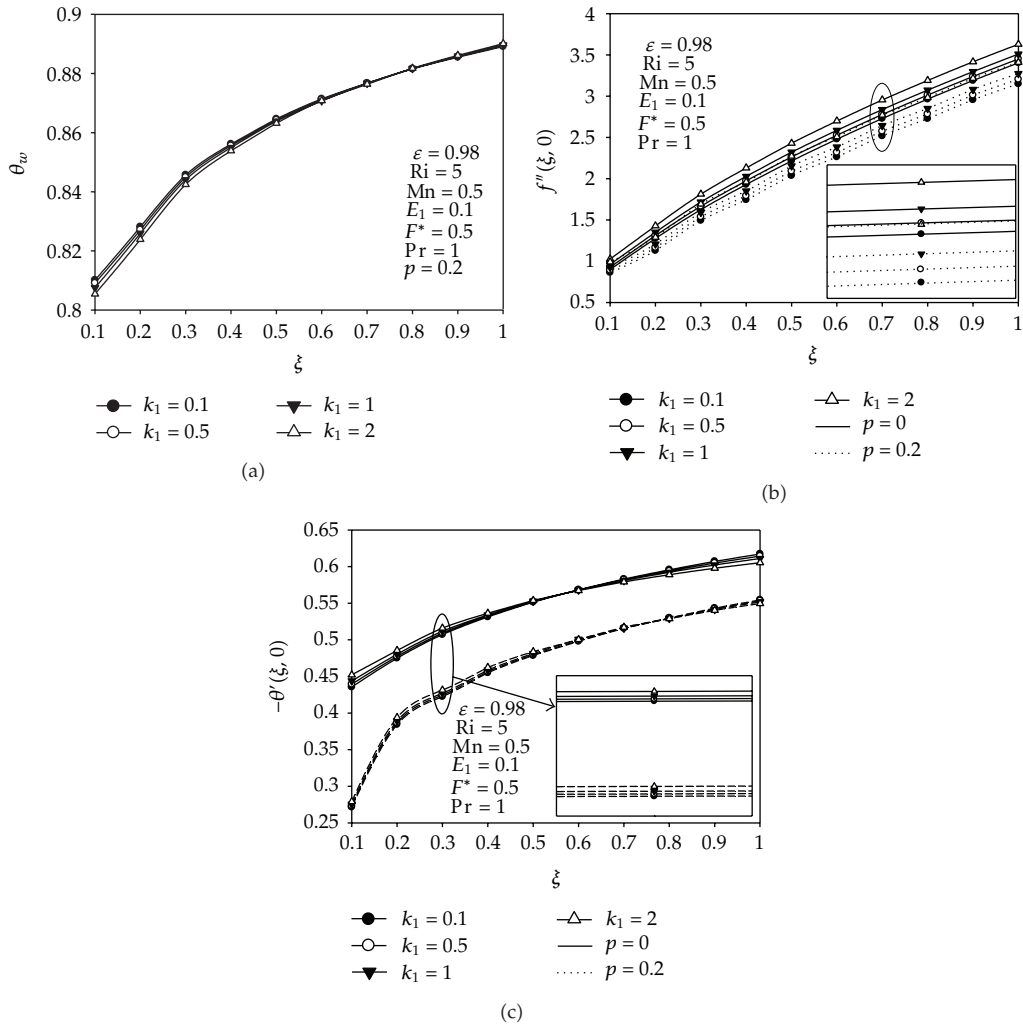 0.9
0.88
0.86
0.84
0.82
0.8
θw
ε = 0.98
Ri = 5
Mn = 0.5
E1 = 0.1
F* = 0.5
Pr = 1
p = 0.2
0.1 0.2 0.3 0.4 0.5 0.6 0.7 0.8 0.9 1
ξ
k1 = 0.1 k1 = 1
k1 = 0.5 k1 = 2
(a)
4
3.5
3
2.5
2
1.5
1
0.5
f″(ξ, 0)
ε = 0.98
Ri = 5
Mn = 0.5
E1 = 0.1
F* = 0.5
Pr = 1
0.1 0.2 0.3 0.4 0.5 0.6 0.7 0.8 0.9 1
ξ
k1 = 0.1 k1 = 2
k1 = 0.5 p = 0
k1 = 1 p = 0.2
(b)
0.65
0.6
0.55
0.5
0.45
0.4
0.35
0.3
0.25
−θ′(ξ, 0)
ε = 0.98
Ri = 5
Mn = 0.5
E1 = 0.1
F* = 0.5
Pr = 1
0.1 0.2 0.3 0.4 0.5 0.6 0.7 0.8 0.9 1
ξ
k1 = 0.1 k1 = 2
k1 = 0.5 p = 0
k1 = 1 p = 0.2
(c)